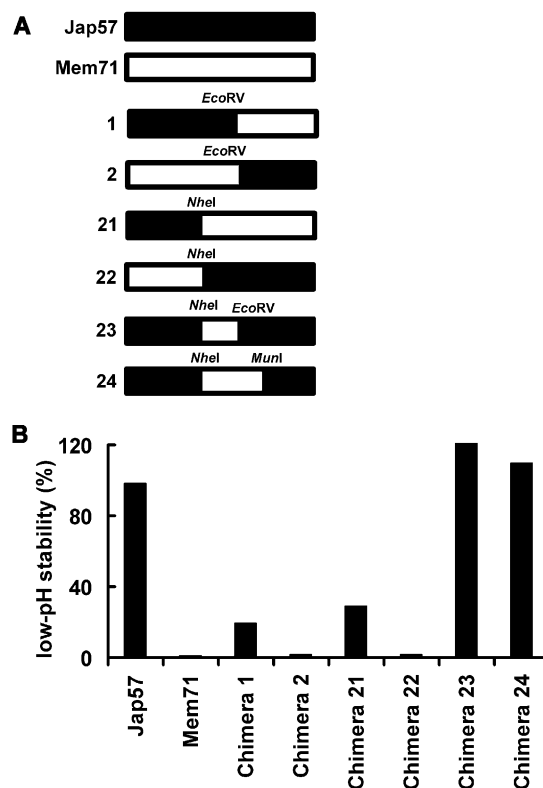 A
Jap57
Mem71
EcoRV
1
EcoRV
2
NheI
21
NheI
22
NheI EcoRV
23
NheI MunI
24
B
low-pH stability (%)
120
80
40
0
Jap57
Mem71
Chimera 1
Chimera 2
Chimera 21
Chimera 22
Chimera 23
Chimera 24